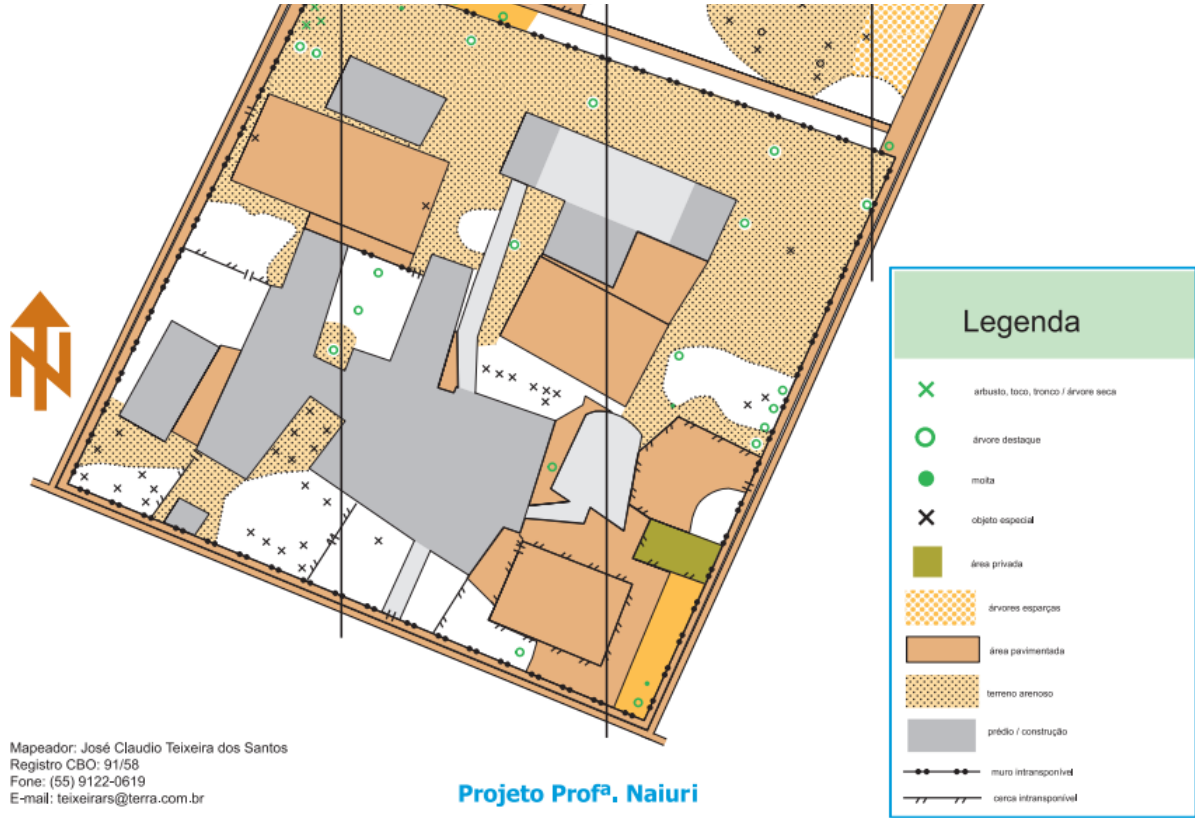 N
Legenda
arbusto, toco, tronco / árvore seca
árvore destaque
moita
objeto especial
área privada
árvores esparças
área pavimentada
terreno arenoso
prédio / construção
muro intransponível
cerca intransponível
Mapeador: José Claudio Teixeira dos Santos
Registro CBO: 91/58
Fone: (55) 9122-0619
E-mail: teixeirars@terra.com.br
Projeto Profª. Naiuri